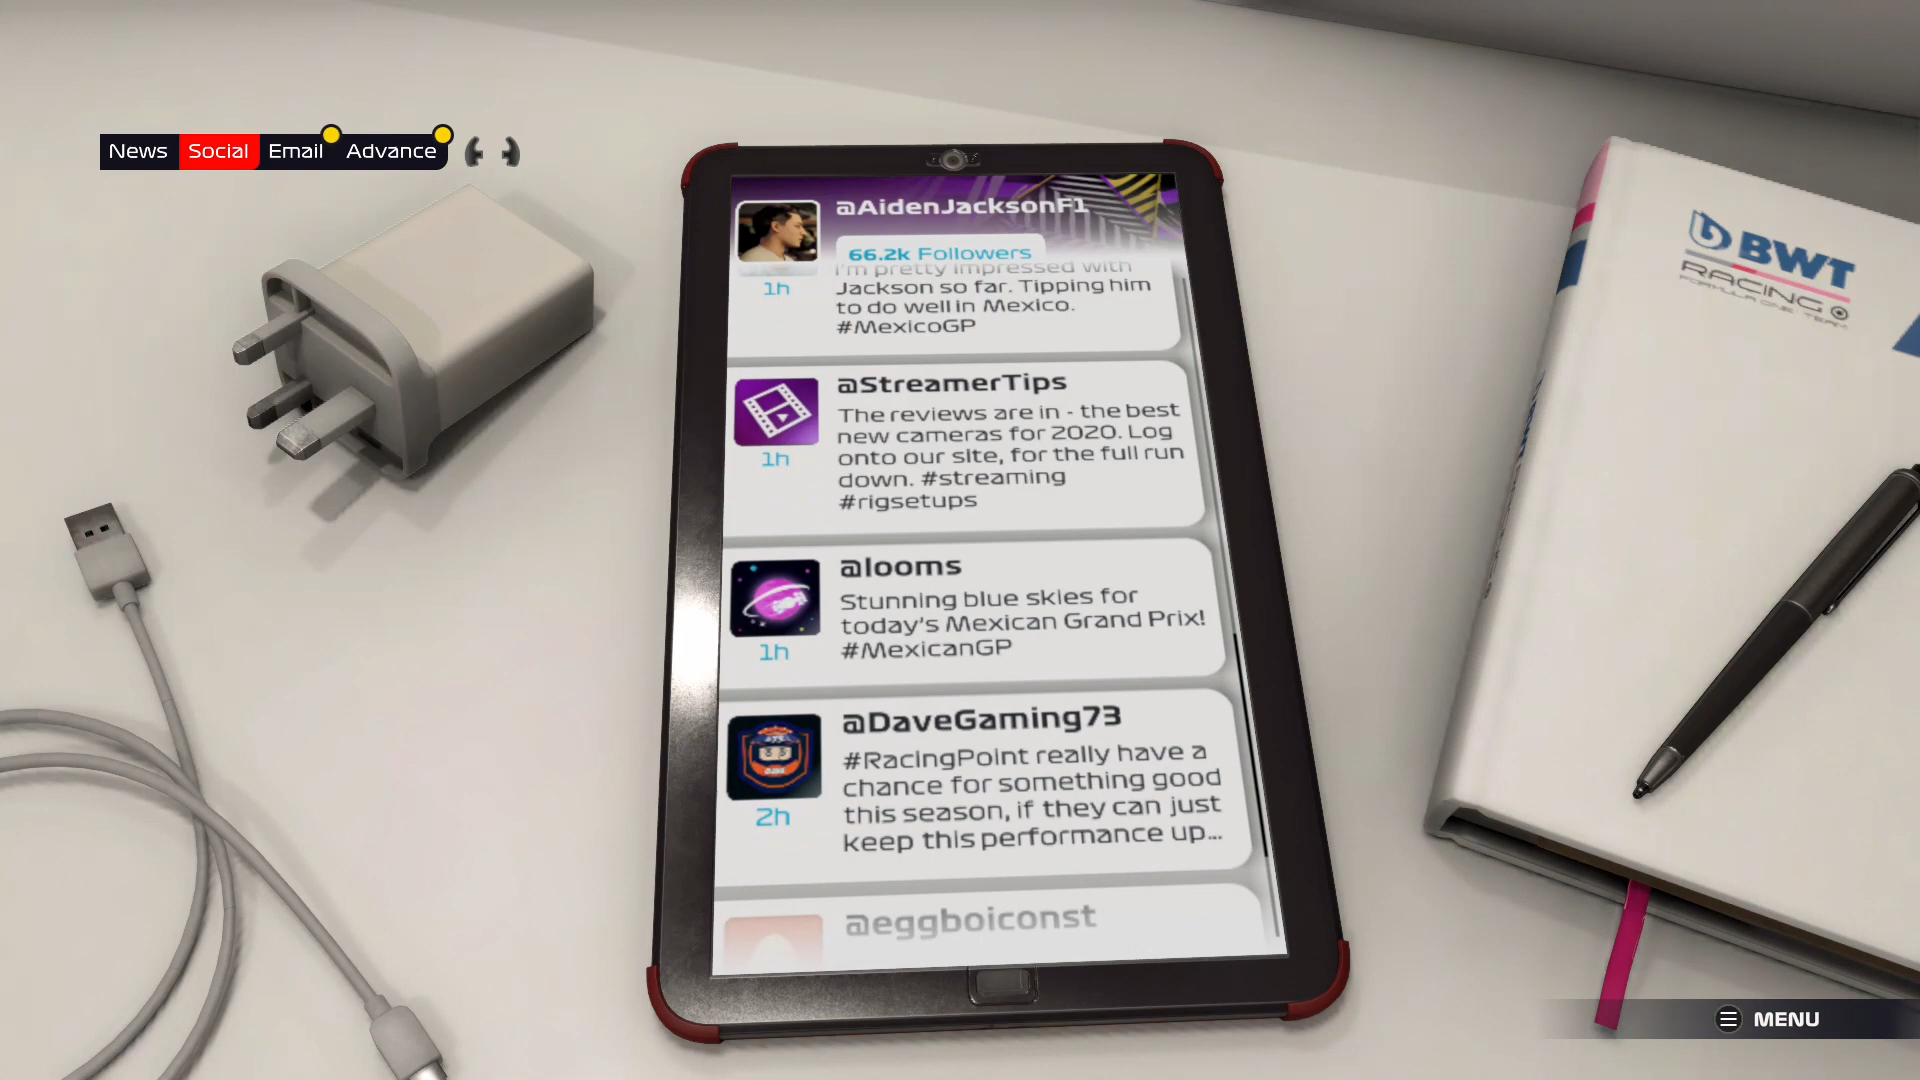 News Social Email Advance
@AidenJacksonF1
66.2k Followers
I'm pretty impressed with
1h
Jackson so far. Tipping him
to do well in Mexico.
#MexicoGP
@StreamerTips
The reviews are in - the best
new cameras for 2020. Log
onto our site, for the full run
down. #streaming
#rigsetups
1h
@looms
Stunning blue skies for
today's Mexican Grand Prix!
#MexicanGP
1h
@DaveGaming73
#RacingPoint really have a
chance for something good
this season, if they can just
keep this performance up...
2h
@eggboiconst
BWT
RACING
FORMULA ONE TEAM
MENU